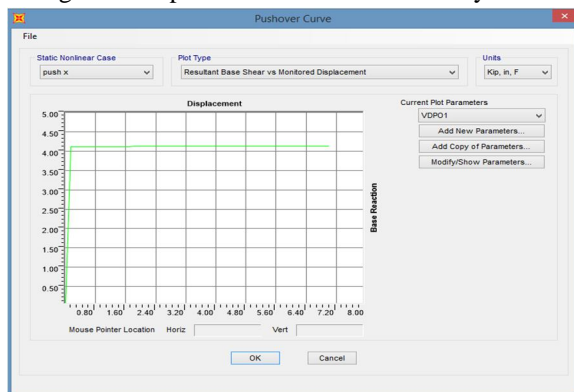 Pushover Curve
File
Static Nonlinear Case
Plot Type
Units
push x
Resultant Base Shear vs Monitored Displacement
Kip, in, F
Displacement
Current Plot Parameters
VDPO1
Add New Parameters...
Add Copy of Parameters...
Modify/Show Parameters...
5.00
4.50
4.00
3.50
3.00
2.50
2.00
1.50
1.00
0.50
Base Reaction
0.80 1.60 2.40 3.20 4.00 4.80 5.60 6.40 7.20 8.00
Mouse Pointer Location Horiz Vert
OK Cancel